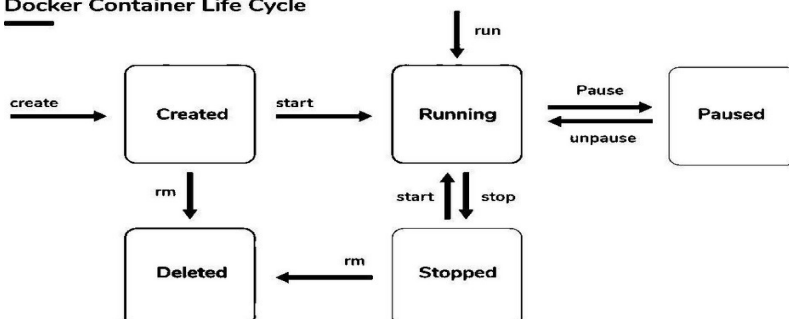 Docker Container Life Cycle
run
create
Created
start
Running
Pause
unpause
Paused
rm
start
stop
Deleted
rm
Stopped